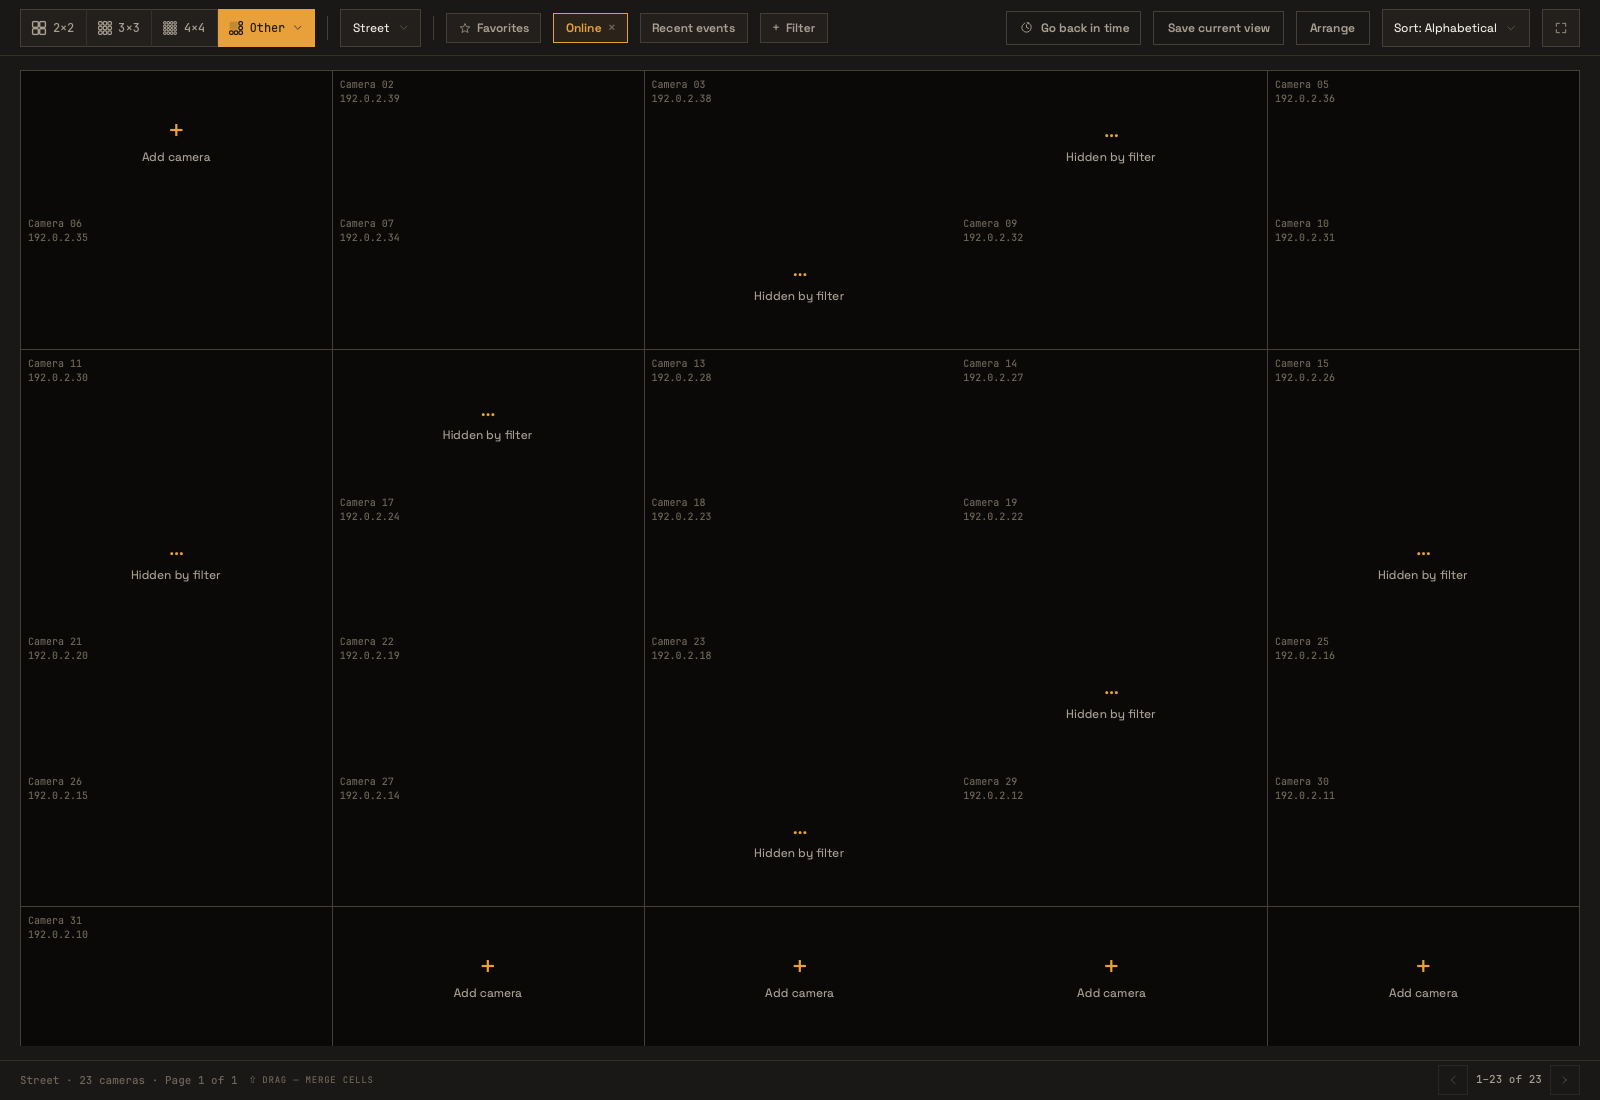 2×2 3×3 4×4 Other Street Favorites Online × Recent events + Filter Go back in time Save current view Arrange Sort: Alphabetical
+
Add camera
Camera 02
192.0.2.39
Camera 03
192.0.2.38
...
Hidden by filter
Camera 05
192.0.2.36
Camera 06
192.0.2.35
Camera 07
192.0.2.34
...
Hidden by filter
Camera 09
192.0.2.32
Camera 10
192.0.2.31
Camera 11
192.0.2.30
...
Hidden by filter
Camera 13
192.0.2.28
Camera 14
192.0.2.27
Camera 15
192.0.2.26
...
Hidden by filter
Camera 17
192.0.2.24
Camera 18
192.0.2.23
Camera 19
192.0.2.22
...
Hidden by filter
Camera 21
192.0.2.20
Camera 22
192.0.2.19
Camera 23
192.0.2.18
...
Hidden by filter
Camera 25
192.0.2.16
Camera 26
192.0.2.15
Camera 27
192.0.2.14
...
Hidden by filter
Camera 29
192.0.2.12
Camera 30
192.0.2.11
Camera 31
192.0.2.10
+
Add camera
+
Add camera
+
Add camera
+
Add camera
Street · 23 cameras · Page 1 of 1 ⇧ DRAG — MERGE CELLS
1–23 of 23